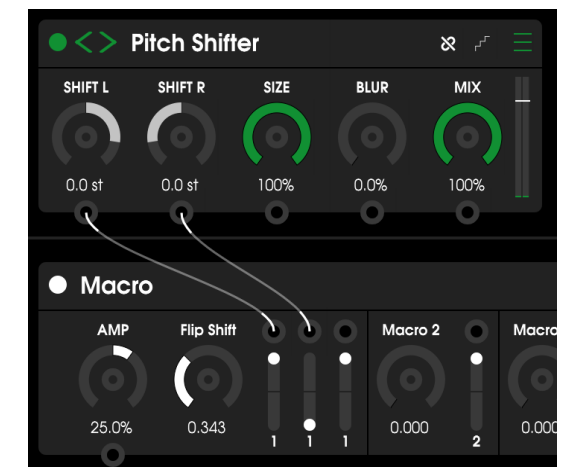 Pitch Shifter
SHIFT L SHIFT R SIZE BLUR MIX
0.0 st 0.0 st 100% 0.0% 100%
Macro
AMP Flip Shift Macro 2 Macro
25.0% 0.343 0.000 0.000
1 1 1 2